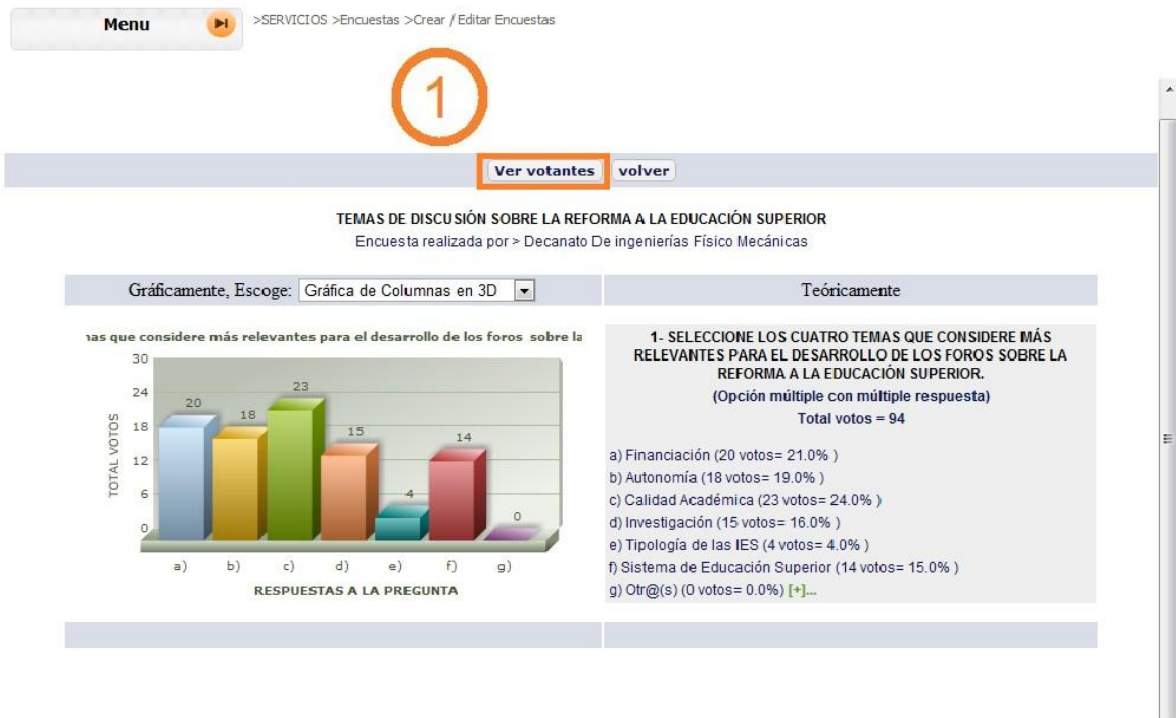 Menu
>SERVICIOS >Encuestas >Crear / Editar Encuestas
1
Ver votantes volver
TEMAS DE DISCUSIÓN SOBRE LA REFORMA A LA EDUCACIÓN SUPERIOR
Encuesta realizada por > Decanato De ingenierías Físico Mecánicas
Gráficamente, Escoge: Gráfica de Columnas en 3D
Teóricamente
que considere más relevantes para el desarrollo de los foros sobre la
30
24
18
12
6
0
TOTAL VOTOS
20
18
23
15
4
14
0
a) b) c) d) e) f) g)
RESPUESTAS A LA PREGUNTA
1- SELECCIONE LOS CUATRO TEMAS QUE CONSIDERE MÁS
RELEVANTES PARA EL DESARROLLO DE LOS FOROS SOBRE LA
REFORMA A LA EDUCACIÓN SUPERIOR.
(Opción múltiple con múltiple respuesta)
Total votos = 94
a) Financiación (20 votos= 21.0% )
b) Autonomía (18 votos= 19.0% )
c) Calidad Académica (23 votos= 24.0% )
d) Investigación (15 votos= 16.0% )
e) Tipología de las IES (4 votos= 4.0% )
f) Sistema de Educación Superior (14 votos= 15.0% )
g) Otr@(s) (0 votos= 0.0%) [+]...